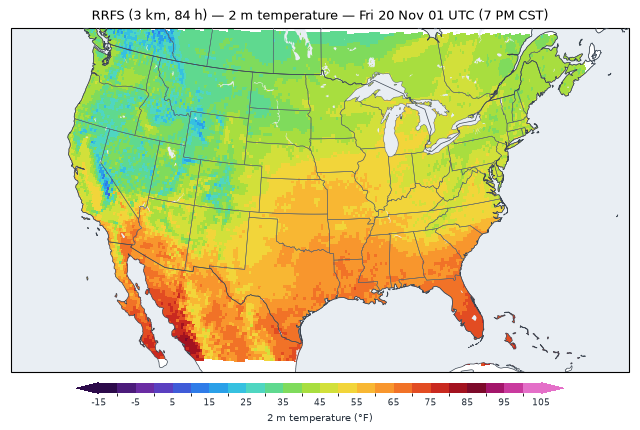 RRFS (3 km, 84 h) — 2 m temperature — Fri 20 Nov 01 UTC (7 PM CST)
-15 -5 5 15 25 35 45 55 65 75 85 95 105
2 m temperature (°F)